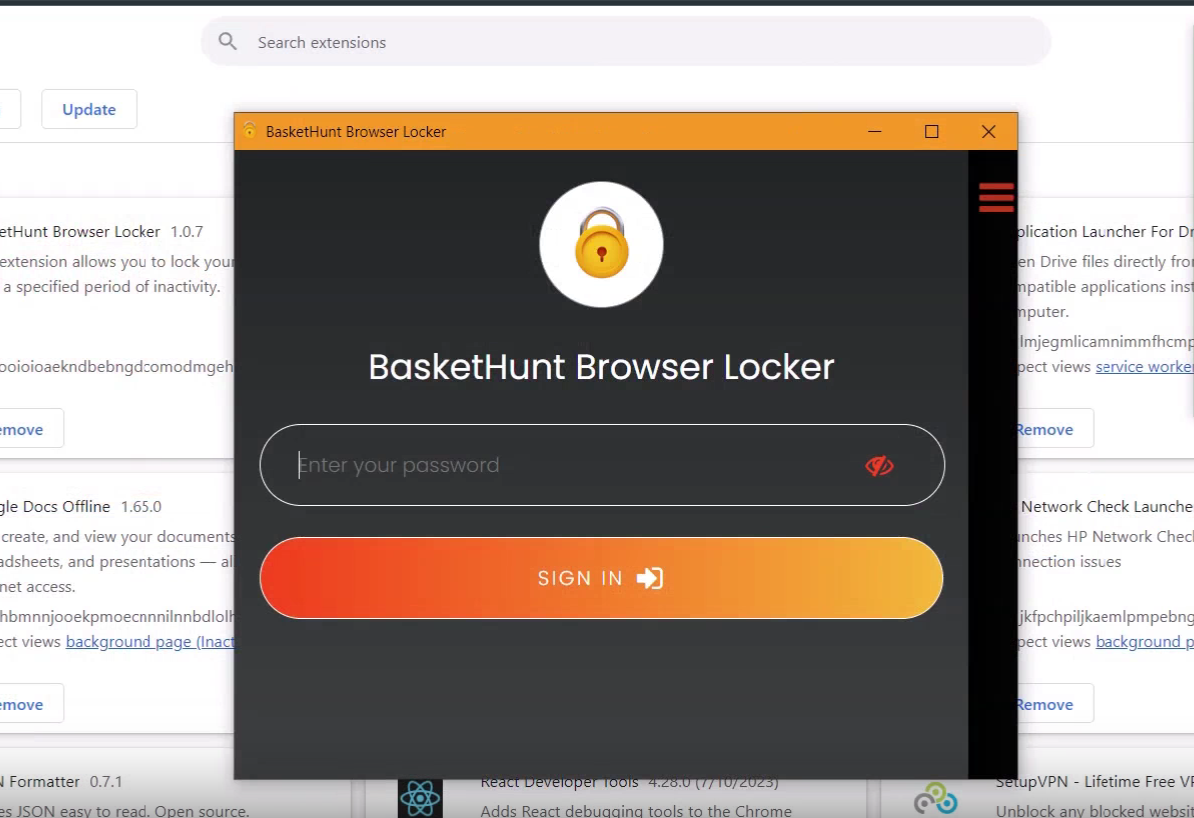 Search extensions
Update
BasketHunt Browser Locker
etHunt Browser Locker 1.0.7
extension allows you to lock your
a specified period of inactivity.
ooioioaekndbebngdcomodmgeh
emove
BasketHunt Browser Locker
Enter your password
SIGN IN
plication Launcher For Dr
en Drive files directly fro
mpatible applications inst
mputer.
lmjegmlicamnimmfhcmp
pect views service worker
Remove
gle Docs Offline 1.65.0
create, and view your documents
adsheets, and presentations — al
net access.
hbmnnjooekpmoecnnnilnnbdlolh
ect views background page (Inact
emove
Network Check Launche
unches HP Network Check
nnection issues
jkfpchpiljkaemlpmpebng
pect views background p
Remove
N Formatter 0.7.1
es JSON easy to read. Open source.
React Developer Tools 4.28.0 (7/10/2023)
Adds React debugging tools to the Chrome
SetupVPN - Lifetime Free VP
Unblock any blocked websit